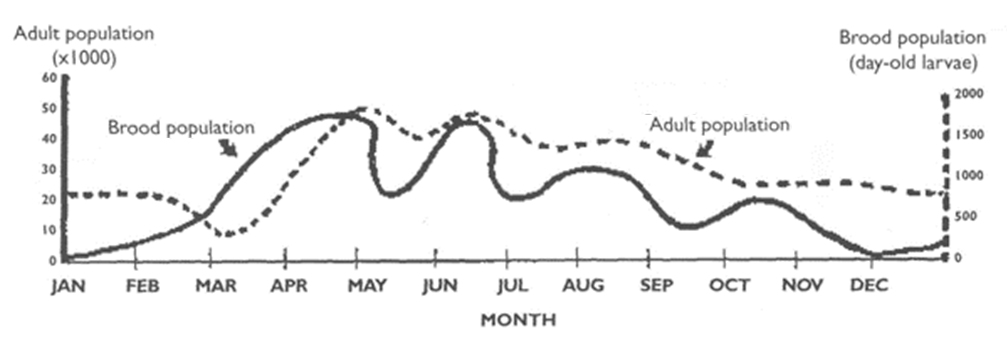 Adult population
(x1000)
Brood population
(day-old larvae)
60
50
40
30
20
10
0
2000
1500
1000
500
0
Brood population
Adult population
JAN FEB MAR APR MAY JUN JUL AUG SEP OCT NOV DEC
MONTH